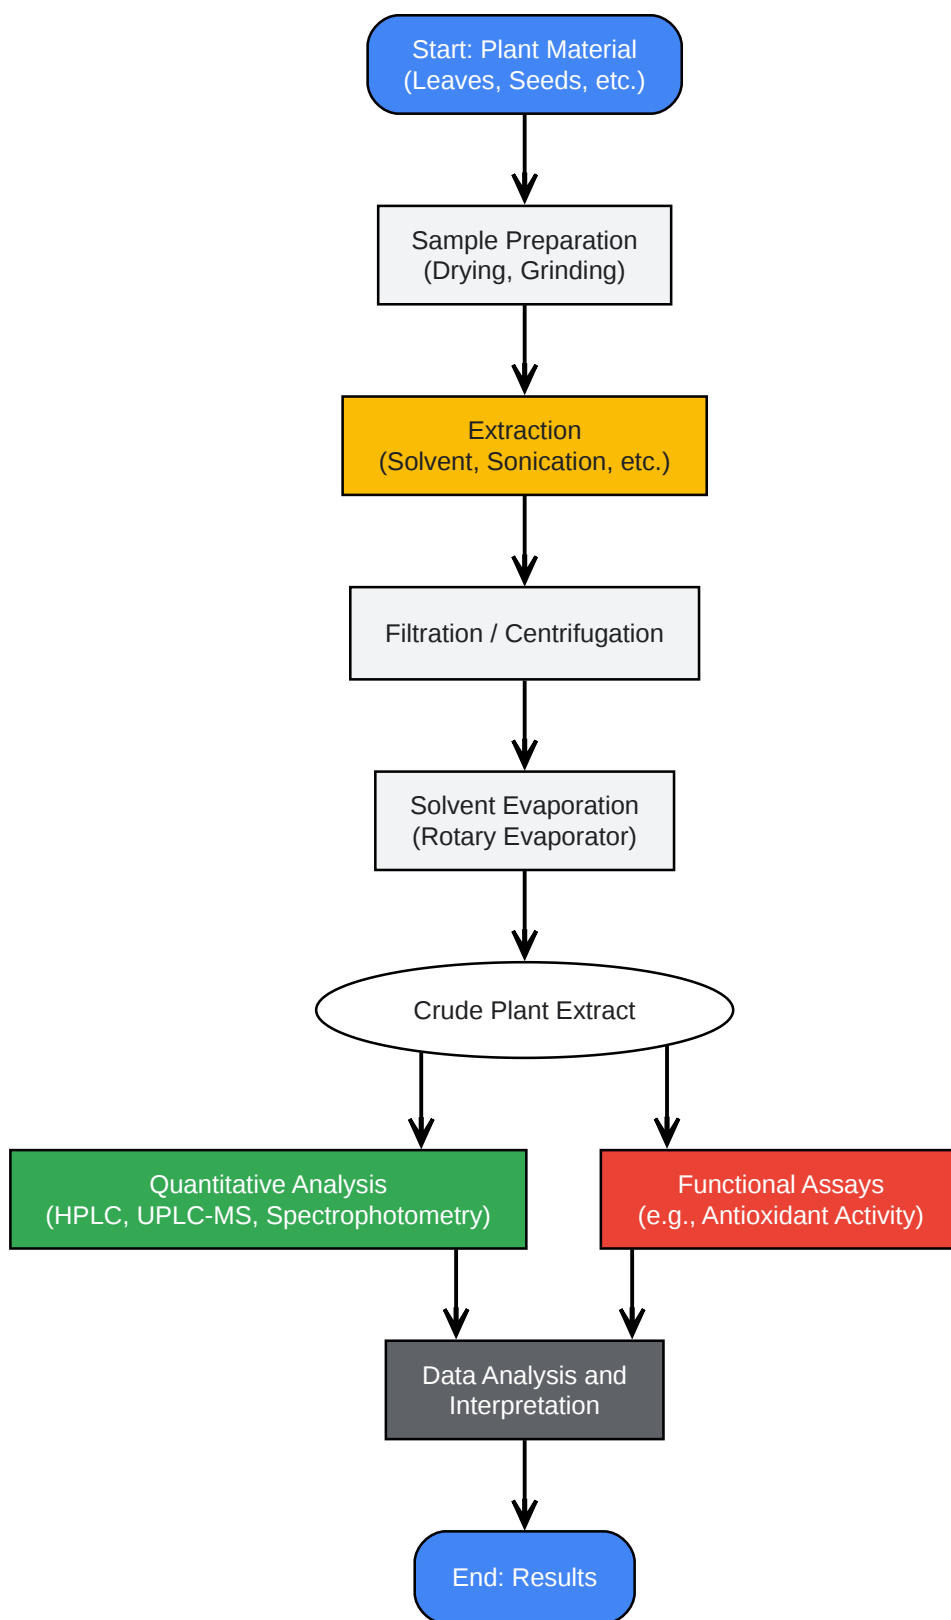 Start: Plant Material
(Leaves, Seeds, etc.)
Sample Preparation
(Drying, Grinding)
Extraction
(Solvent, Sonication, etc.)
Filtration / Centrifugation
Solvent Evaporation
(Rotary Evaporator)
Crude Plant Extract
Quantitative Analysis
(HPLC, UPLC-MS, Spectrophotometry)
Functional Assays
(e.g., Antioxidant Activity)
Data Analysis and
Interpretation
End: Results